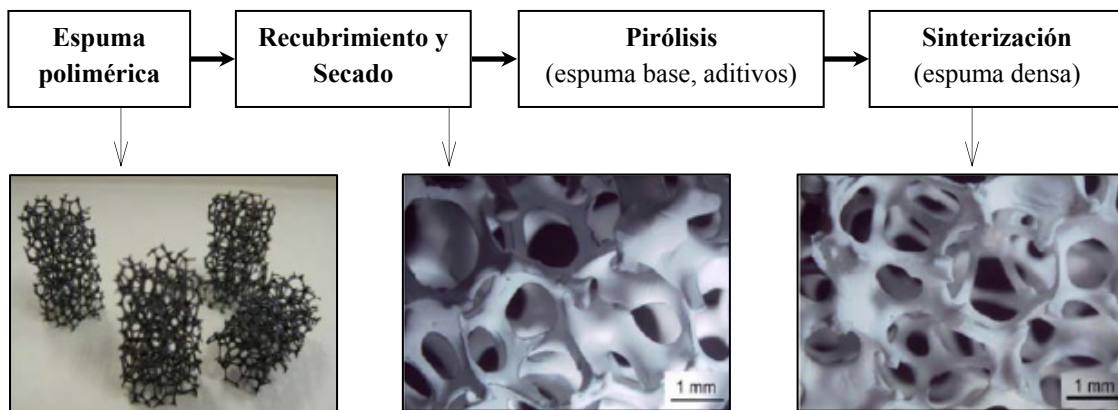 Espuma
polimérica
Recubrimiento y
Secado
Pirólisis
(espuma base, aditivos)
Sinterización
(espuma densa)
1 mm
1 mm